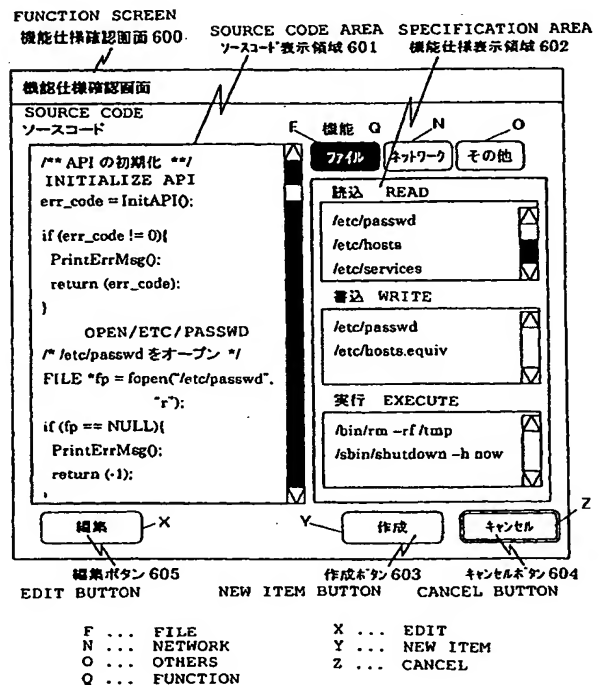 FUNCTION SCREEN
機能仕様確認画面 600
SOURCE CODE AREA
ソースコード表示領域 601
SPECIFICATION AREA
機能仕様表示領域 602
機能仕様確認画面
SOURCE CODE
ソースコード
F 機能 Q N O
ファイル ネットワーク その他
/** API の初期化 **/
INITIALIZE API
err_code = InitAPI();
if (err_code != 0){
PrintErrMsg();
return (err_code);
}
OPEN/ETC/PASSWD
/* /etc/passwd をオープン */
FILE *fp = fopen("/etc/passwd",
"r");
if (fp == NULL){
PrintErrMsg();
return (-1);
読込 READ
/etc/passwd
/etc/hosts
/etc/services
書込 WRITE
/etc/passwd
/etc/hosts.equiv
実行 EXECUTE
/bin/rm –rf /tmp
/sbin/shutdown –h now
編集 X Y 作成 キャンセル Z
編集ボタン 605
EDIT BUTTON
作成ボタン 603
NEW ITEM BUTTON
キャンセルボタン 604
CANCEL BUTTON
F ... FILE
N ... NETWORK
O ... OTHERS
Q ... FUNCTION
X ... EDIT
Y ... NEW ITEM
Z ... CANCEL